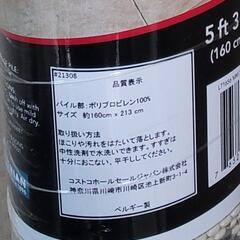 #21308
品質表示
パイル部：ポリプロピレン100%
サイズ：約160cm × 213 cm
取り扱い方法
ほこりや汚れをはたいて落とします。
中性洗剤で水洗いできます。すすぎは
十分におこない、平干ししてください。
コストコホールセールジャパン株式会社
神奈川県川崎市川崎区池上新町3-1-4
ベルギー製
5 ft 3
(160 cm